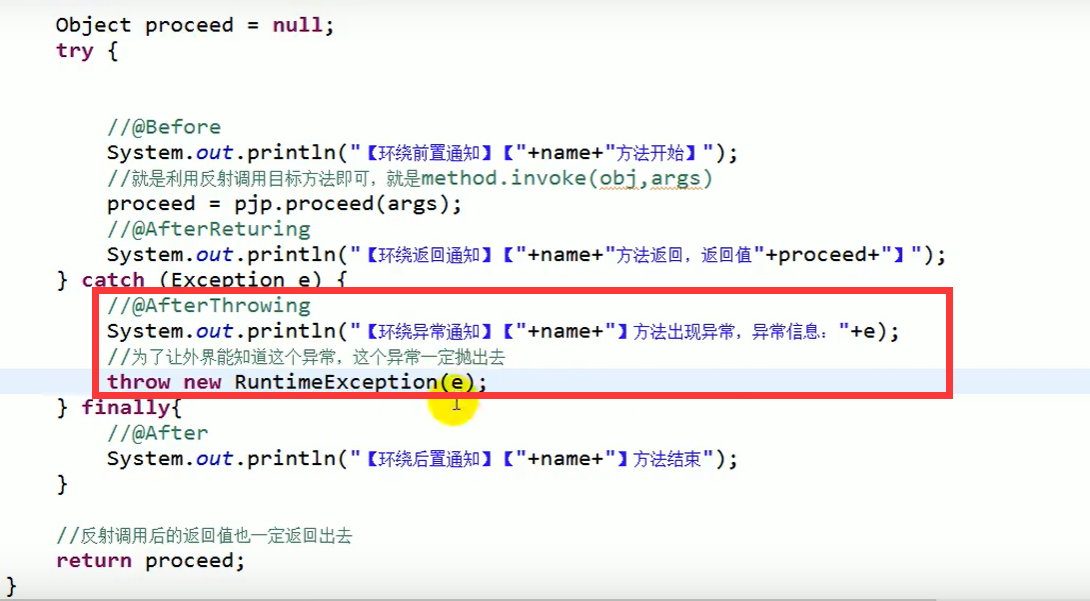 Object proceed = null;
try {
//@Before
System.out.println("【环绕前置通知】【"+name+"方法开始】");
//就是利用反射调用目标方法即可，就是method.invoke(obj,args)
proceed = pjp.proceed(args);
//@AfterReturing
System.out.println("【环绕返回通知】【"+name+"方法返回，返回值"+proceed+"】");
} catch (Exception e) {
//@AfterThrowing
System.out.println("【环绕异常通知】【"+name+"】方法出现异常，异常信息："+e);
//为了让外界能知道这个异常，这个异常一定抛出去
throw new RuntimeException(e);
} finally{
//@After
System.out.println("【环绕后置通知】【"+name+"】方法结束");
}
//反射调用后的返回值也一定返回出去
return proceed;
}